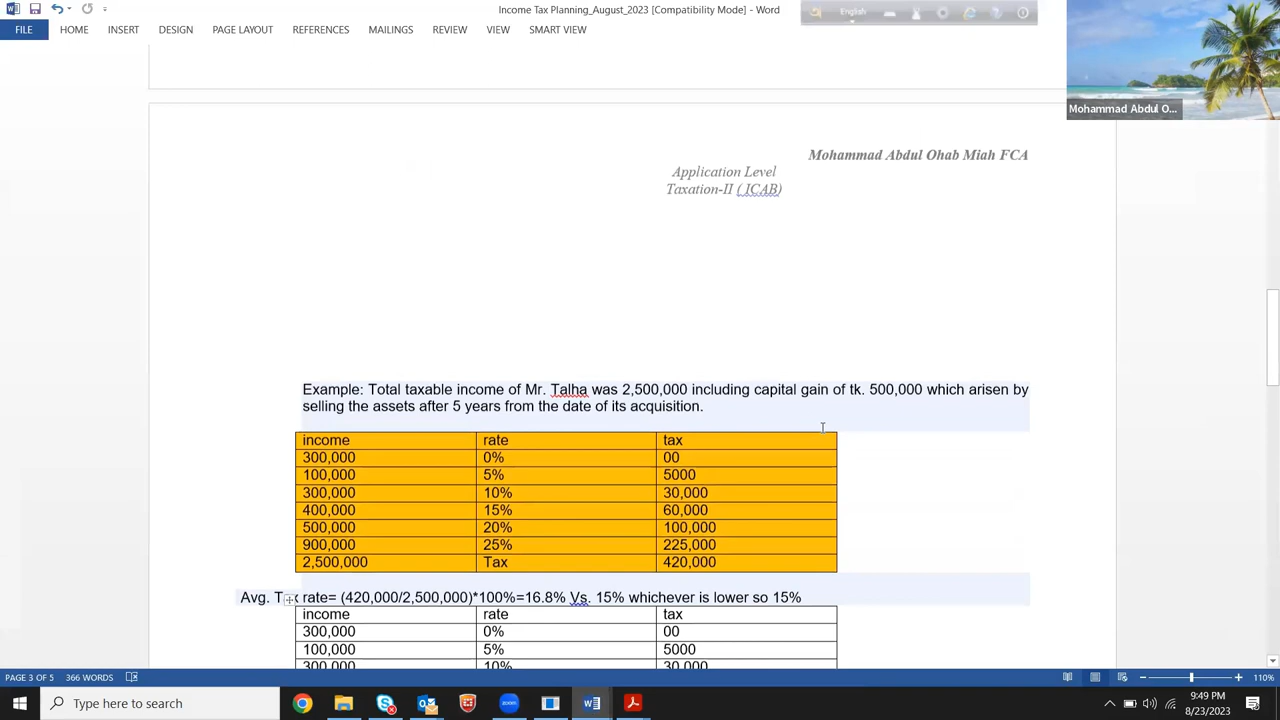 Income Tax Planning_August_2023 [Compatibility Mode] - Word
English
FILE HOME INSERT DESIGN PAGE LAYOUT REFERENCES MAILINGS REVIEW VIEW SMART VIEW
Mohammad Abdul O...
Mohammad Abdul Ohab Miah FCA
Application Level
Taxation-II ( ICAB)
Example: Total taxable income of Mr. Talha was 2,500,000 including capital gain of tk. 500,000 which arisen by
selling the assets after 5 years from the date of its acquisition.
income rate tax
300,000 0% 00
100,000 5% 5000
300,000 10% 30,000
400,000 15% 60,000
500,000 20% 100,000
900,000 25% 225,000
2,500,000 Tax 420,000
Avg. Tax rate= (420,000/2,500,000)*100%=16.8% Vs. 15% whichever is lower so 15%
income rate tax
300,000 0% 00
100,000 5% 5000
300,000 10% 30,000
PAGE 3 OF 5 366 WORDS 110%
Type here to search
zoom
9:49 PM
8/23/2023